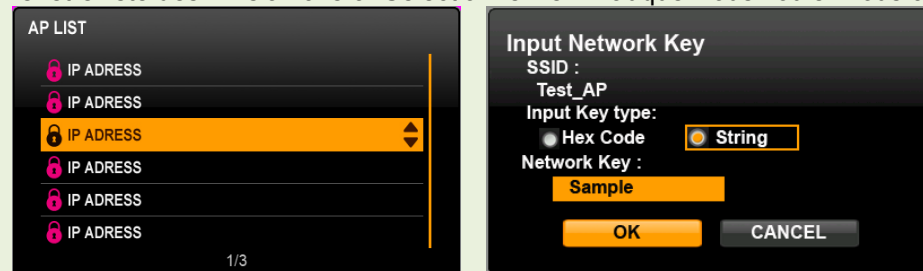 AP LIST
IP ADRESS
IP ADRESS
IP ADRESS
IP ADRESS
IP ADRESS
IP ADRESS
1/3
Input Network Key
SSID :
Test_AP
Input Key type:
Hex Code String
Network Key :
Sample
OK CANCEL